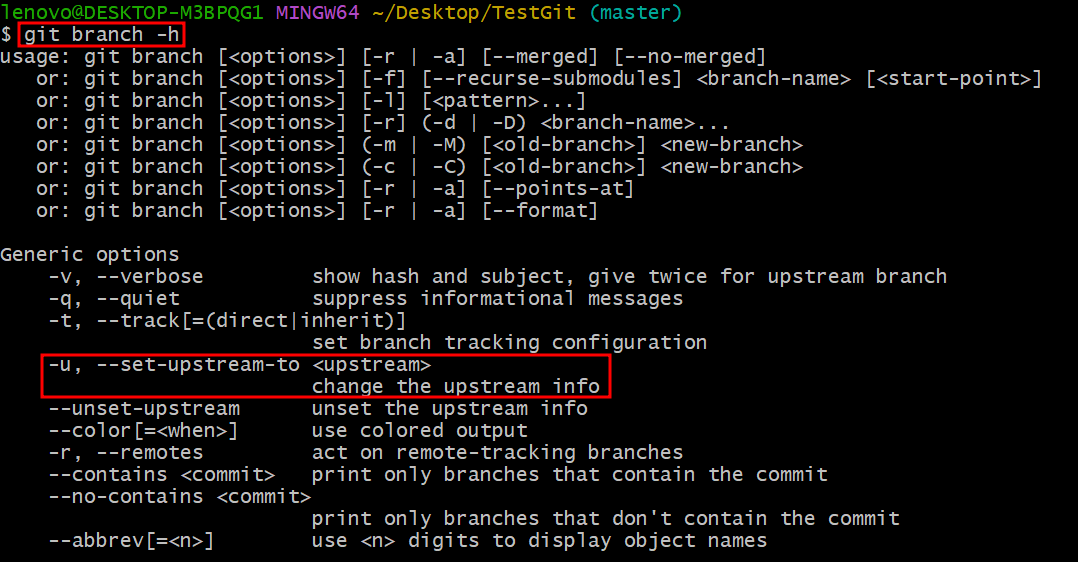 lenovo@DESKTOP-M3BPQG1 MINGW64 ~/Desktop/TestGit (master)
$ git branch -h
usage: git branch [<options>] [-r | -a] [--merged] [--no-merged]
   or: git branch [<options>] [-f] [--recurse-submodules] <branch-name> [<start-point>]
   or: git branch [<options>] [-l] [<pattern>...]
   or: git branch [<options>] [-r] (-d | -D) <branch-name>...
   or: git branch [<options>] (-m | -M) [<old-branch>] <new-branch>
   or: git branch [<options>] (-c | -C) [<old-branch>] <new-branch>
   or: git branch [<options>] [-r | -a] [--points-at]
   or: git branch [<options>] [-r | -a] [--format]

Generic options
    -v, --verbose         show hash and subject, give twice for upstream branch
    -q, --quiet           suppress informational messages
    -t, --track[=(direct|inherit)]
                          set branch tracking configuration
    -u, --set-upstream-to <upstream>
                          change the upstream info
    --unset-upstream      unset the upstream info
    --color[=<when>]      use colored output
    -r, --remotes         act on remote-tracking branches
    --contains <commit>   print only branches that contain the commit
    --no-contains <commit>
                          print only branches that don't contain the commit
    --abbrev[=<n>]        use <n> digits to display object names